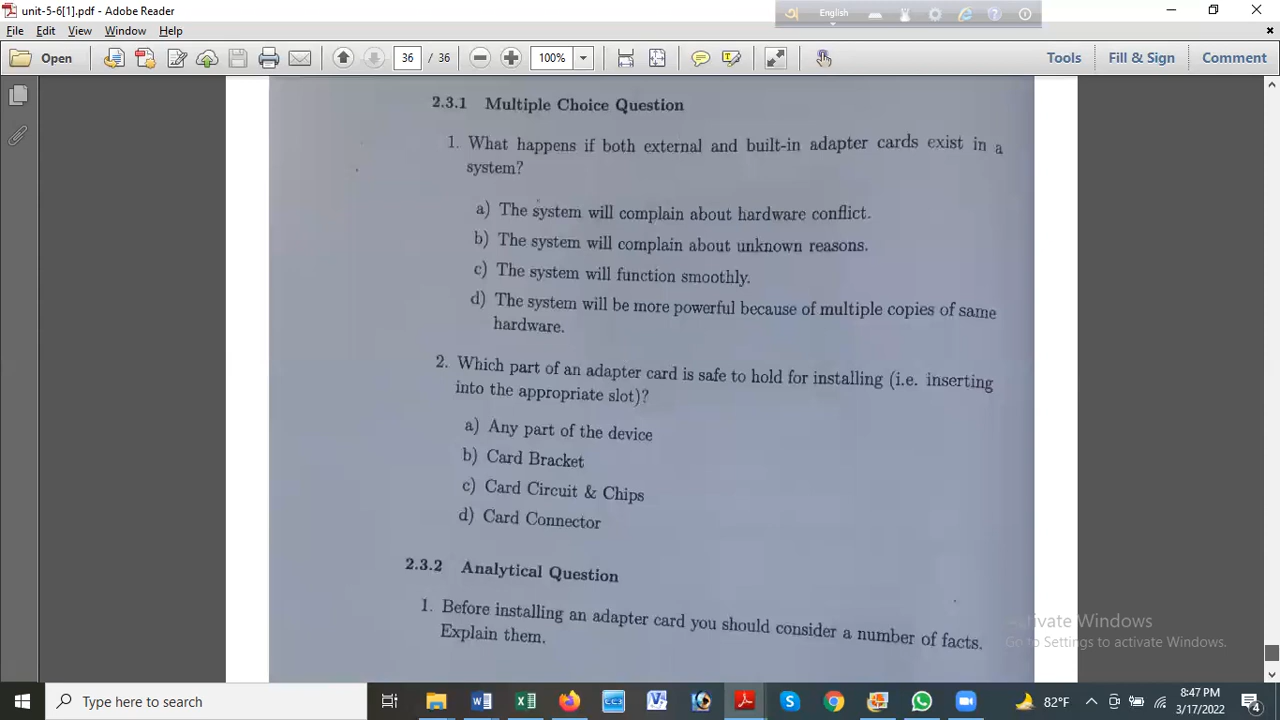 unit-5-6[1].pdf - Adobe Reader
English
File Edit View Window Help
Open
36 / 36
100%
Tools Fill & Sign Comment
2.3.1 Multiple Choice Question
1. What happens if both external and built-in adapter cards exist in a
system?
a) The system will complain about hardware conflict.
b) The system will complain about unknown reasons.
c) The system will function smoothly.
d) The system will be more powerful because of multiple copies of same
hardware.
2. Which part of an adapter card is safe to hold for installing (i.e. inserting
into the appropriate slot)?
a) Any part of the device
b) Card Bracket
c) Card Circuit & Chips
d) Card Connector
2.3.2 Analytical Question
1. Before installing an adapter card you should consider a number of facts.
Explain them.
Activate Windows
Go to Settings to activate Windows.
Type here to search
82°F
8:47 PM
3/17/2022
4